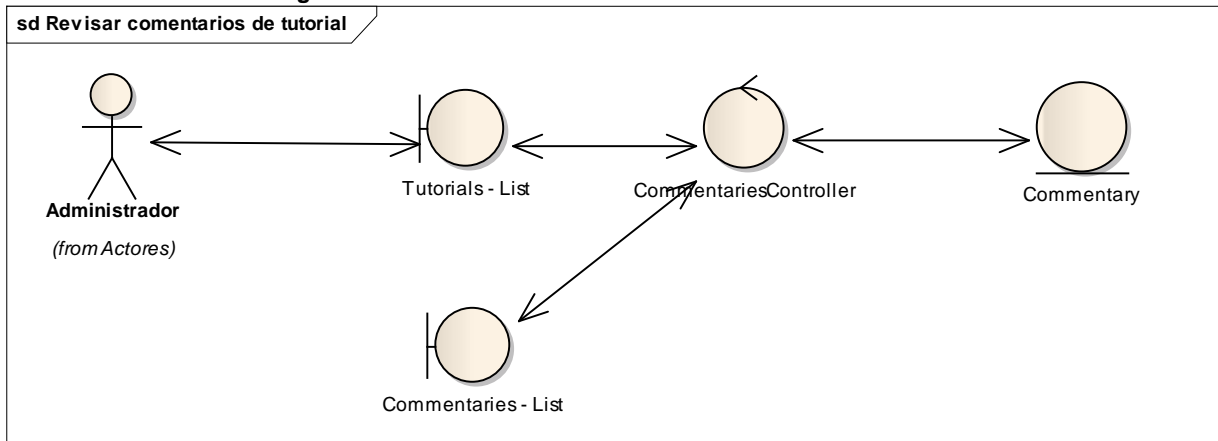 sd Revisar comentarios de tutorial
Tutorials - List
CommentariesController
Commentary
Administrador
(from Actores)
Commentaries - List